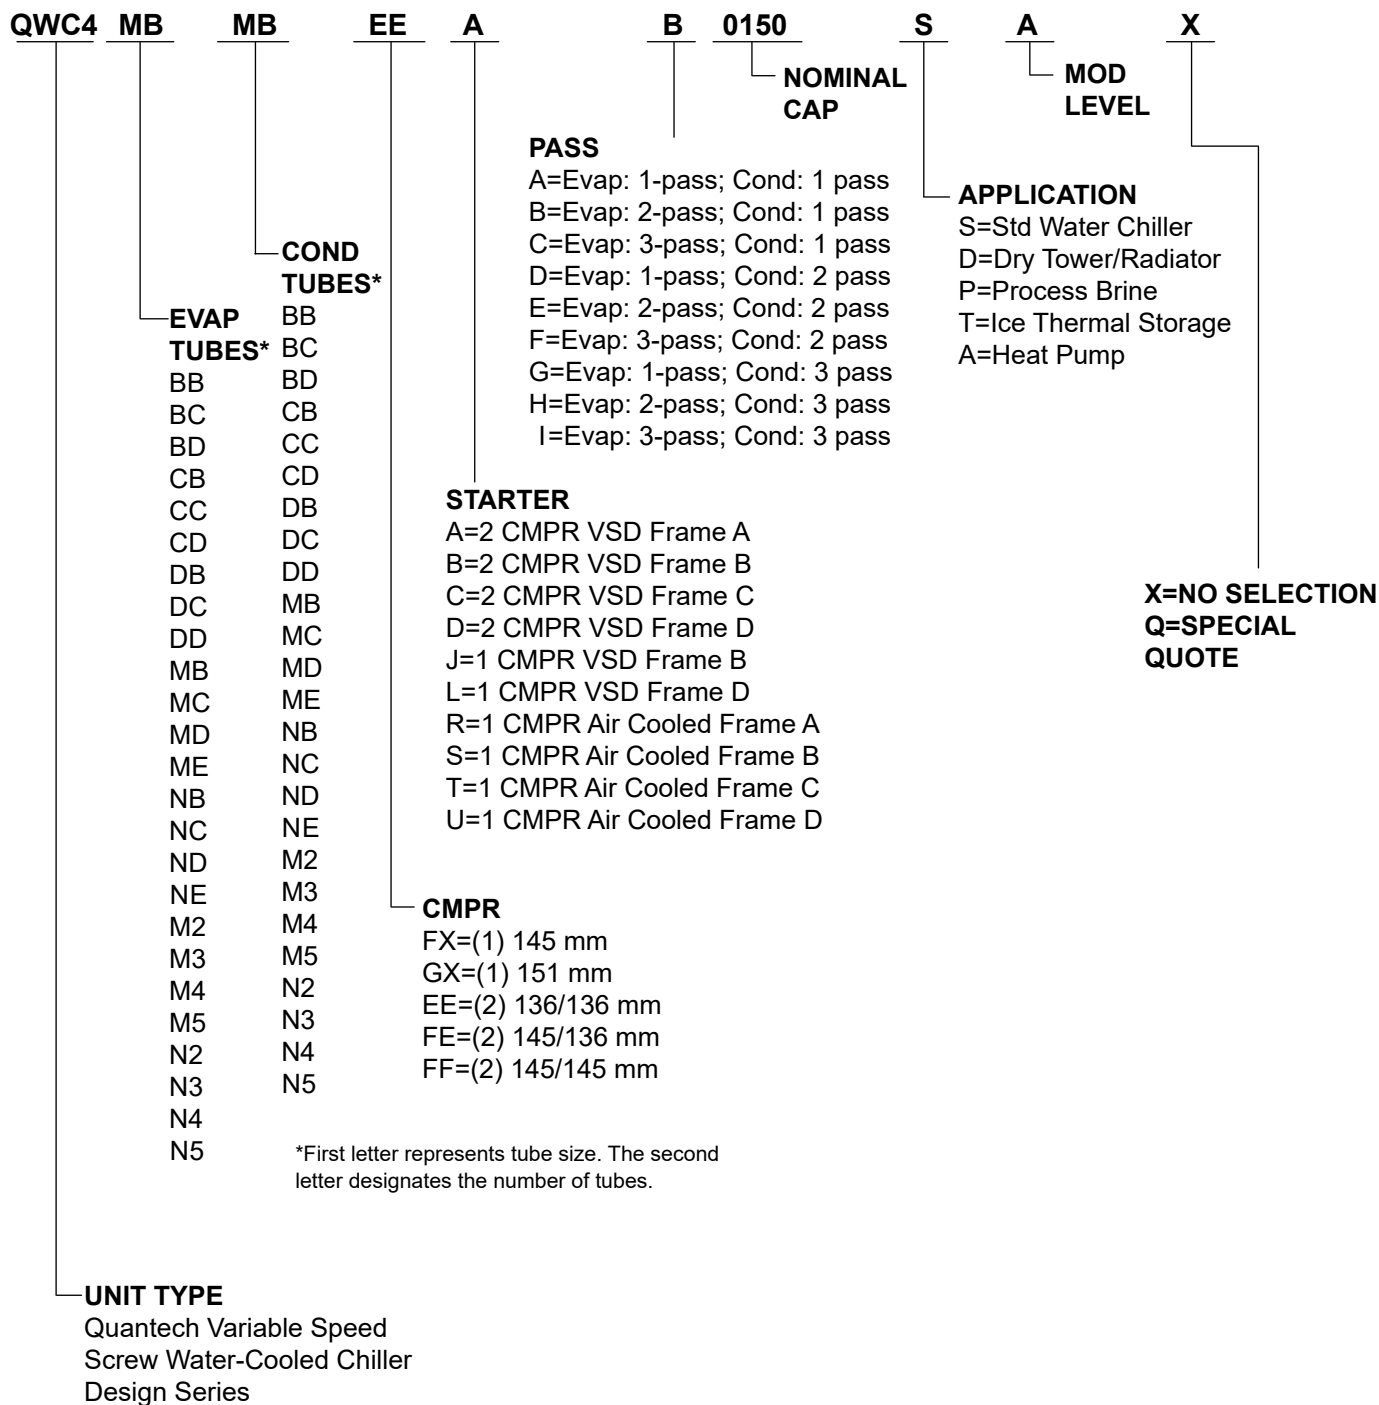 QWC4 MB MB EE A B 0150 S A X
NOMINAL
CAP
MOD
LEVEL
PASS
A=Evap: 1-pass; Cond: 1 pass
B=Evap: 2-pass; Cond: 1 pass
C=Evap: 3-pass; Cond: 1 pass
D=Evap: 1-pass; Cond: 2 pass
E=Evap: 2-pass; Cond: 2 pass
F=Evap: 3-pass; Cond: 2 pass
G=Evap: 1-pass; Cond: 3 pass
H=Evap: 2-pass; Cond: 3 pass
I=Evap: 3-pass; Cond: 3 pass
APPLICATION
S=Std Water Chiller
D=Dry Tower/Radiator
P=Process Brine
T=Ice Thermal Storage
A=Heat Pump
COND
TUBES*
BB
BC
BD
CB
CC
CD
DB
DC
DD
MB
MC
MD
ME
NB
NC
ND
NE
M2
M3
M4
M5
N2
N3
N4
N5
EVAP
TUBES*
BB
BC
BD
CB
CC
CD
DB
DC
DD
MB
MC
MD
ME
NB
NC
ND
NE
M2
M3
M4
M5
N2
N3
N4
N5
STARTER
A=2 CMPR VSD Frame A
B=2 CMPR VSD Frame B
C=2 CMPR VSD Frame C
D=2 CMPR VSD Frame D
J=1 CMPR VSD Frame B
L=1 CMPR VSD Frame D
R=1 CMPR Air Cooled Frame A
S=1 CMPR Air Cooled Frame B
T=1 CMPR Air Cooled Frame C
U=1 CMPR Air Cooled Frame D
X=NO SELECTION
Q=SPECIAL
QUOTE
CMPR
FX=(1) 145 mm
GX=(1) 151 mm
EE=(2) 136/136 mm
FE=(2) 145/136 mm
FF=(2) 145/145 mm
*First letter represents tube size. The second
letter designates the number of tubes.
UNIT TYPE
Quantech Variable Speed
Screw Water-Cooled Chiller
Design Series